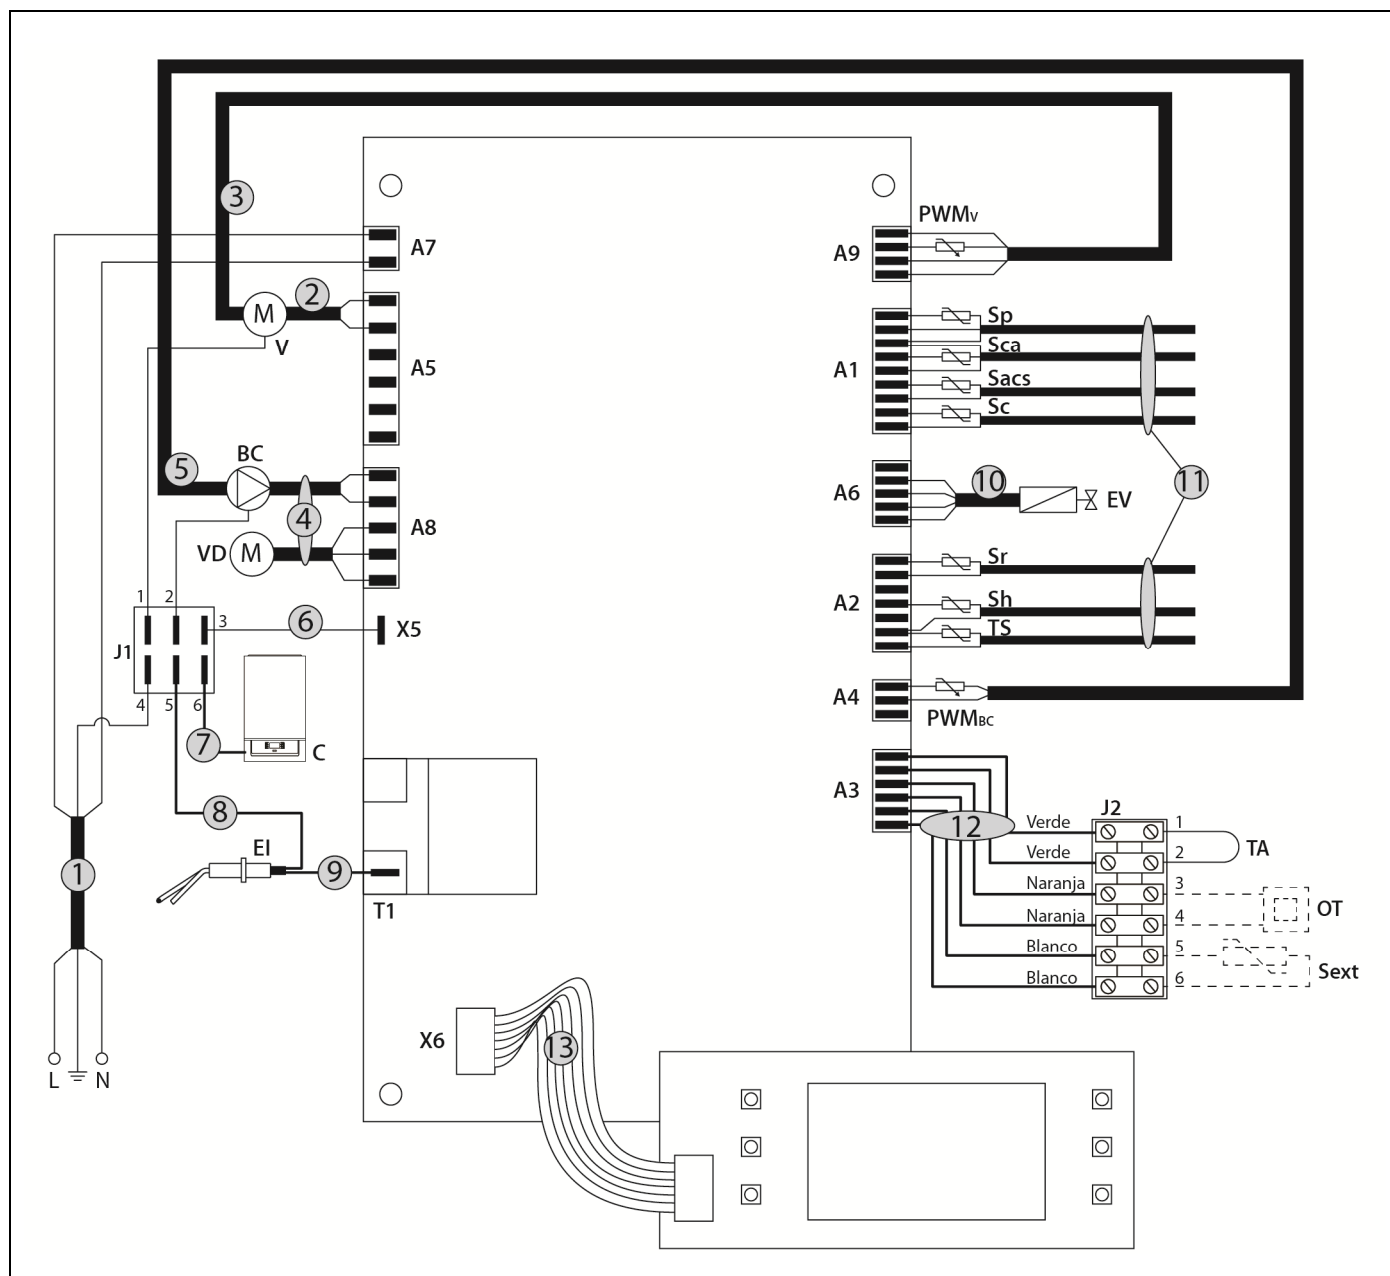 PWMV
A7
A9
3
2
M
V
Sp
Sca
A5
A1
Sacs
Sc
BC
5
10
11
A6
EV
4
A8
VD
M
Sr
1
2
3
6
X5
A2
Sh
TS
J1
4
5
6
A4
PWMBC
7
C
A3
8
12
J2
Verde
1
EI
Verde
2
TA
1
9
Naranja
3
T1
Naranja
4
OT
Blanco
5
Blanco
6
Sext
X6
13
L
N